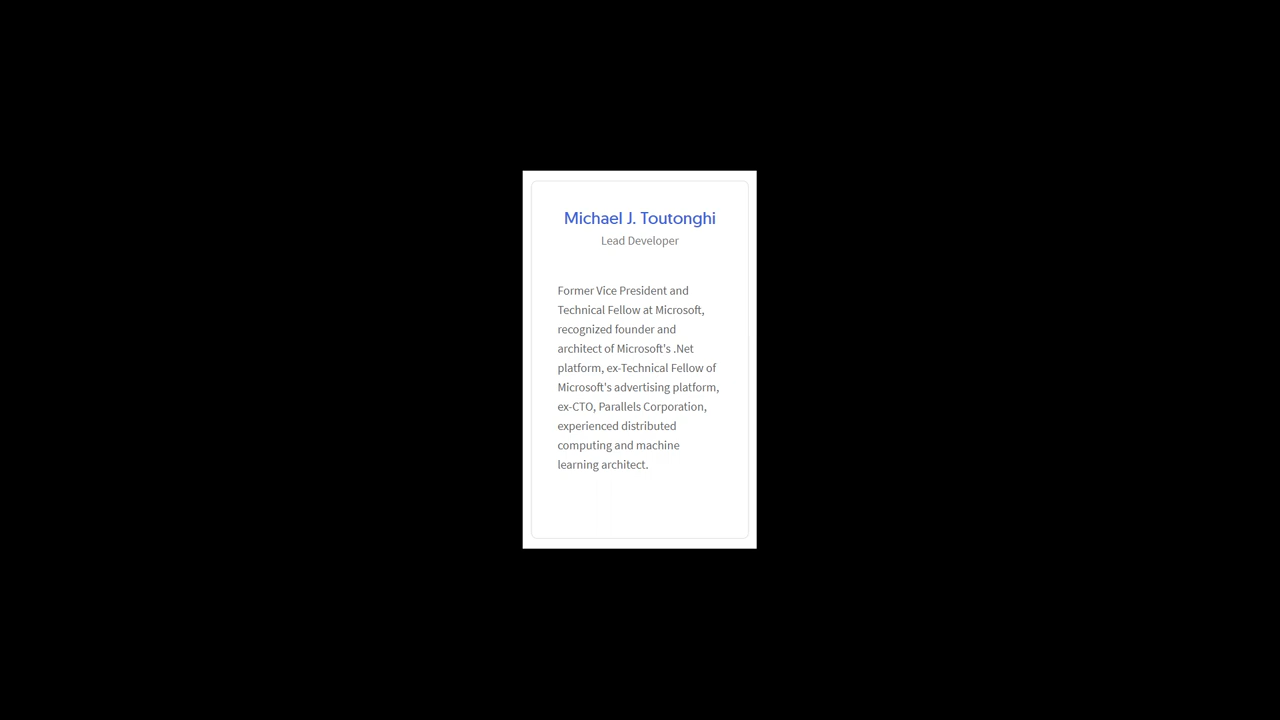 Michael J. Toutonghi
Lead Developer
Former Vice President and
Technical Fellow at Microsoft,
recognized founder and
architect of Microsoft's .Net
platform, ex-Technical Fellow of
Microsoft's advertising platform,
ex-CTO, Parallels Corporation,
experienced distributed
computing and machine
learning architect.